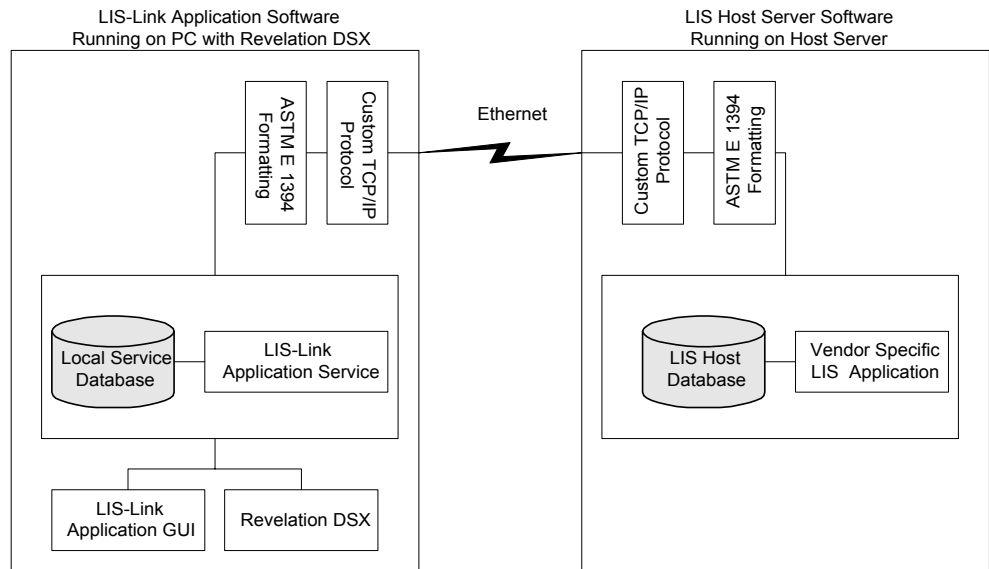 LIS-Link Application Software
Running on PC with Revelation DSX
LIS Host Server Software
Running on Host Server
ASTM E 1394
Formatting
Custom TCP/IP
Protocol
Ethernet
Custom TCP/IP
Protocol
ASTM E 1394
Formatting
Local Service
Database
LIS-Link
Application Service
LIS Host
Database
Vendor Specific
LIS Application
LIS-Link
Application GUI
Revelation DSX